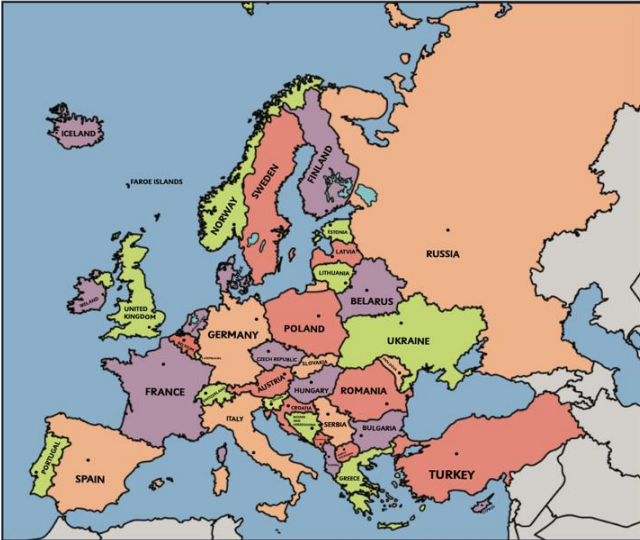 ICELAND
FAROE ISLANDS
NORWAY
SWEDEN
FINLAND
RUSSIA
ESTONIA
LATVIA
LITHUANIA
IRELAND
UNITED
KINGDOM
BELARUS
GERMANY
POLAND
UKRAINE
CZECH REPUBLIC
SLOVAKIA
FRANCE
AUSTRIA
HUNGARY
ROMANIA
ITALY
CROATIA
SERBIA
BULGARIA
PORTUGAL
SPAIN
GREECE
TURKEY